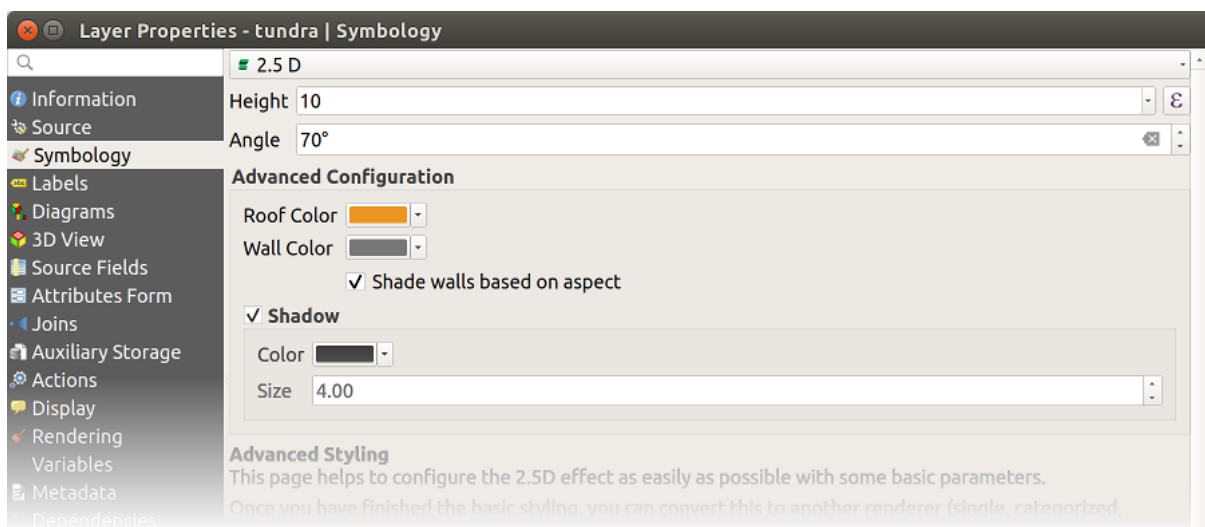 Layer Properties - tundra | Symbology
2.5 D
Information
Height 10 ε
Source
Angle 70°
Symbology
Advanced Configuration
Labels
Diagrams
Roof Color
3D View
Wall Color
Source Fields
Shade walls based on aspect
Attributes Form
Shadow
Joins
Auxiliary Storage
Color
Actions
Size 4.00
Display
Rendering
Advanced Styling
Variables
This page helps to configure the 2.5D effect as easily as possible with some basic parameters.
Metadata
Once you have finished the basic styling, you can convert this to another renderer (single, categorized,
Dependencies